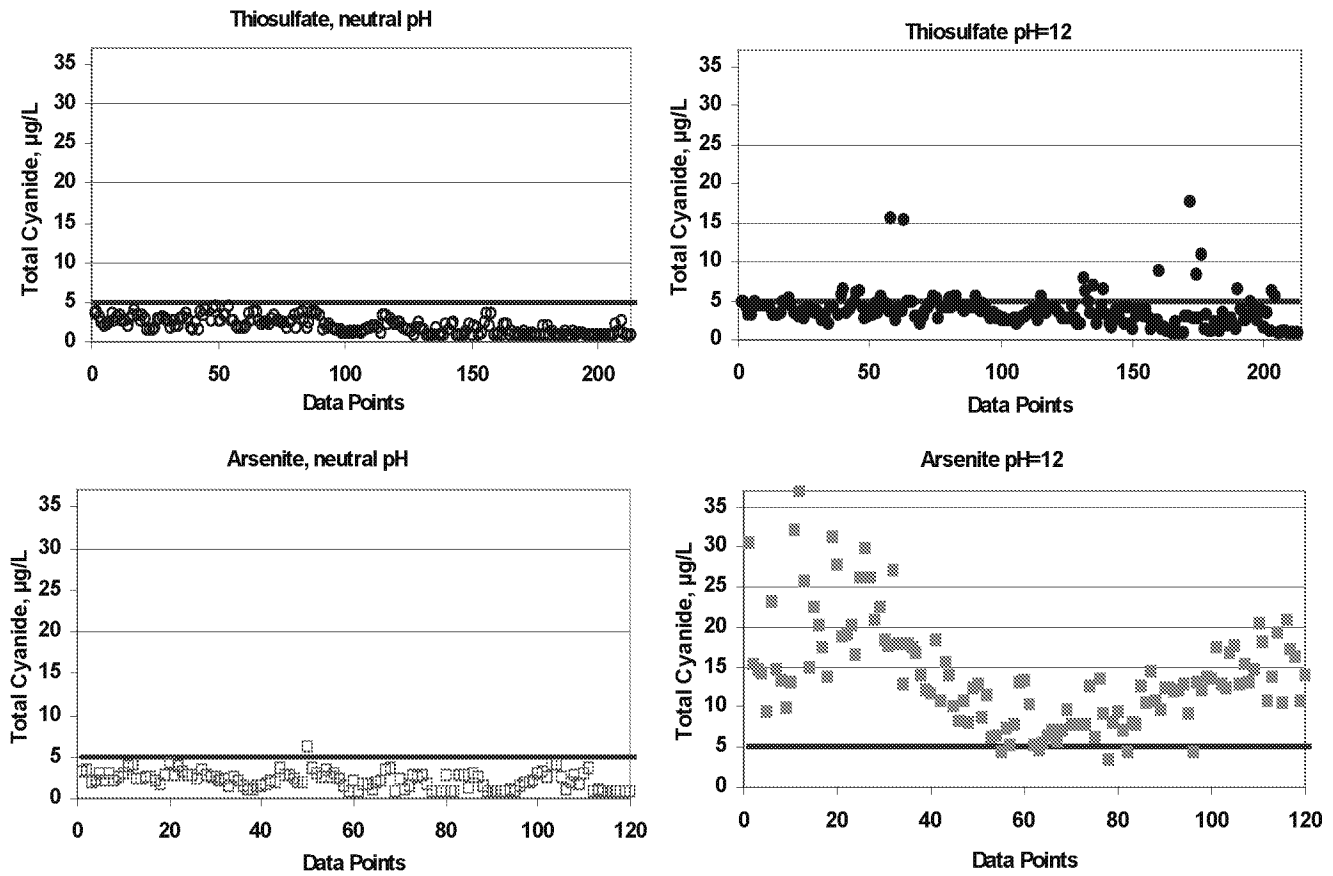 Thiosulfate, neutral pH
Total Cyanide, µg/L
35
30
25
20
15
10
5
0
0 50 100 150 200
Data Points
Thiosulfate pH=12
Total Cyanide, µg/L
35
30
25
20
15
10
5
0
0 50 100 150 200
Data Points
Arsenite, neutral pH
Total Cyanide, µg/L
35
30
25
20
15
10
5
0
0 20 40 60 80 100 120
Data Points
Arsenite pH=12
Total Cyanide, µg/L
35
30
25
20
15
10
5
0
0 20 40 60 80 100 120
Data Points